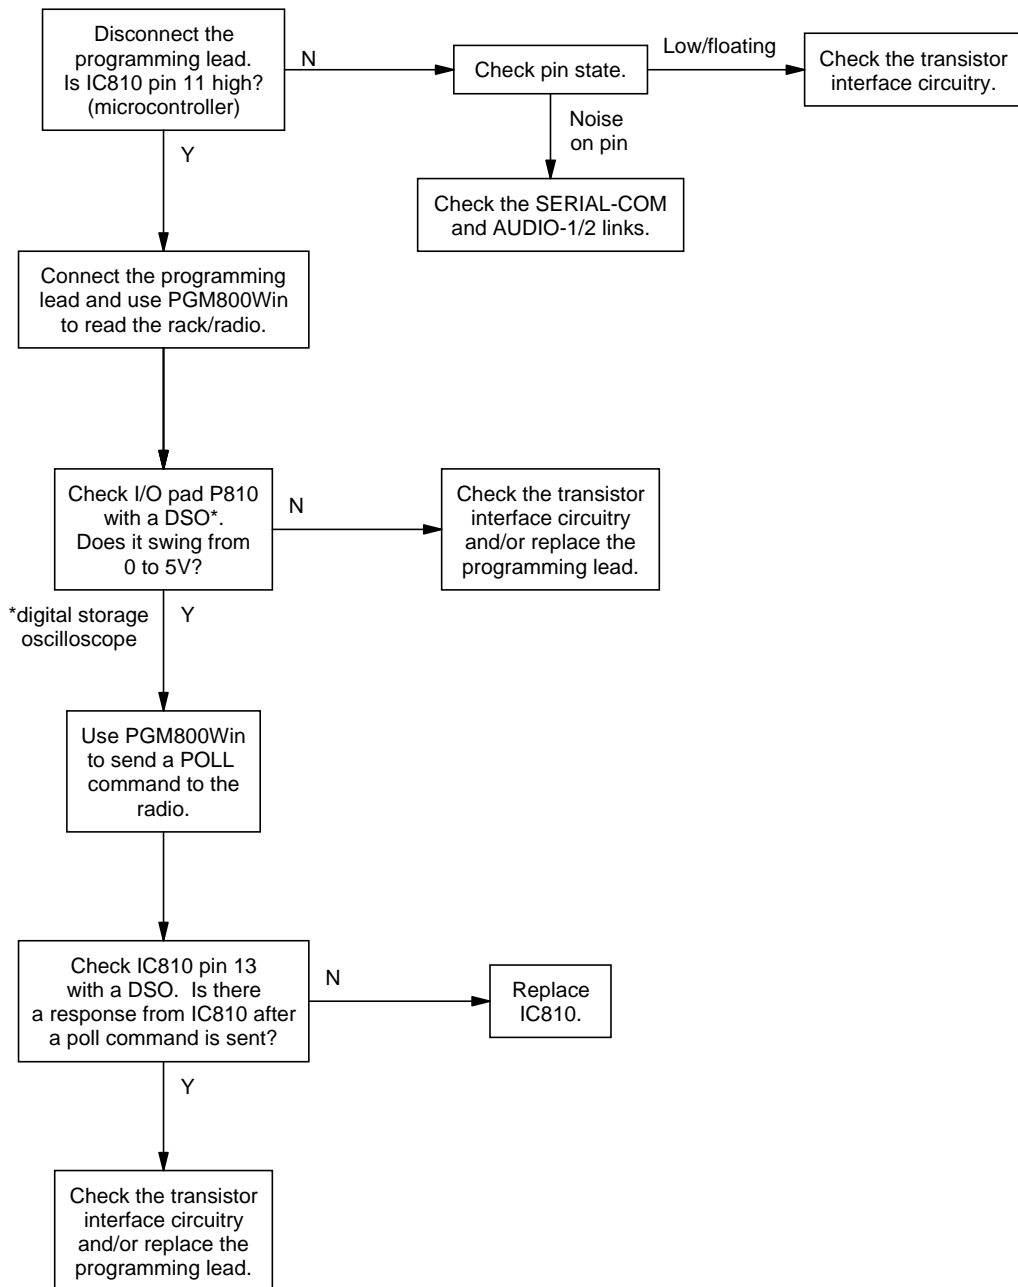 Disconnect the
programming lead.
Is IC810 pin 11 high?
(microcontroller)
N
Check pin state.
Low/floating
Check the transistor
interface circuitry.
Noise
on pin
Check the SERIAL-COM
and AUDIO-1/2 links.
Y
Connect the programming
lead and use PGM800Win
to read the rack/radio.
Check I/O pad P810
with a DSO*.
Does it swing from
0 to 5V?
N
Check the transistor
interface circuitry
and/or replace the
programming lead.
*digital storage
oscilloscope
Y
Use PGM800Win
to send a POLL
command to the
radio.
Check IC810 pin 13
with a DSO. Is there
a response from IC810 after
a poll command is sent?
N
Replace
IC810.
Y
Check the transistor
interface circuitry
and/or replace the
programming lead.